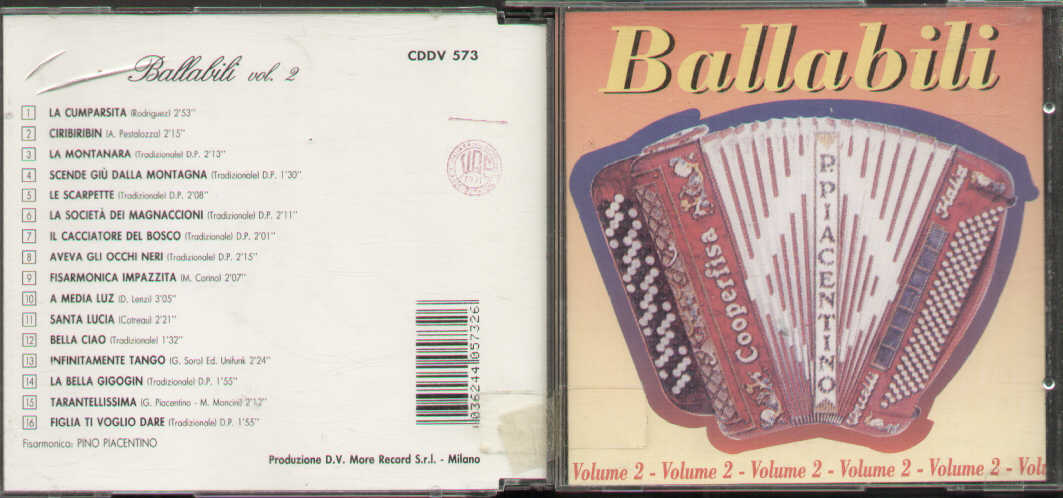 Ballabili vol. 2
CDDV 573
1 LA CUMPARSITA (Rodriguez) 2'53"
2 CIRIBIRIBIN (A. Pestalozza) 2'15"
3 LA MONTANARA (Tradizionale) D.P. 2'13"
4 SCENDE GIÙ DALLA MONTAGNA (Tradizionale) D.P. 1'30"
5 LE SCARPETTE (Tradizionale) D.P. 2'08"
6 LA SOCIETÀ DEI MAGNACCIONI (Tradizionale) D.P. 2'11"
7 IL CACCIATORE DEL BOSCO (Tradizionale) D.P. 2'01"
8 AVEVA GLI OCCHI NERI (Tradizionale) D.P. 2'15"
9 FISARMONICA IMPAZZITA (M. Corino) 2'07"
10 A MEDIA LUZ (D. Lenzi) 3'05"
11 SANTA LUCIA (Cotreau) 2'21"
12 BELLA CIAO (Tradizionale) 1'32"
13 INFINITAMENTE TANGO (G. Soro) Ed. Unifunk 2'24"
14 LA BELLA GIGOGIN (Tradizionale) D.P. 1'55"
15 TARANTELLISSIMA (G. Piacentino - M. Mancini) 2'12"
16 FIGLIA TI VOGLIO DARE (Tradizionale) D.P. 1'55"
Fisarmonica: PINO PIACENTINO
Produzione D.V. More Record S.r.l. - Milano
8036244057326
Ballabili
P. PIACENTINO
Cooperfisa
Italia
Vercelli
Volume 2 - Volume 2 - Volume 2 - Volume 2 - Volume 2 - Volu